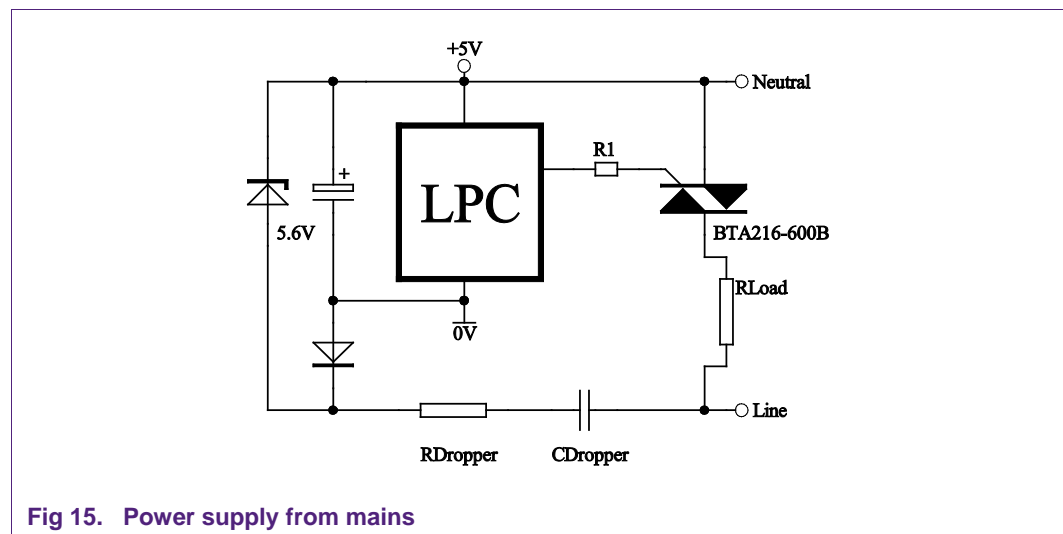 +5V
Neutral
R1
+
LPC
5.6V
BTA216-600B
RLoad
0V
Line
RDropper
CDropper
Fig 15. Power supply from mains